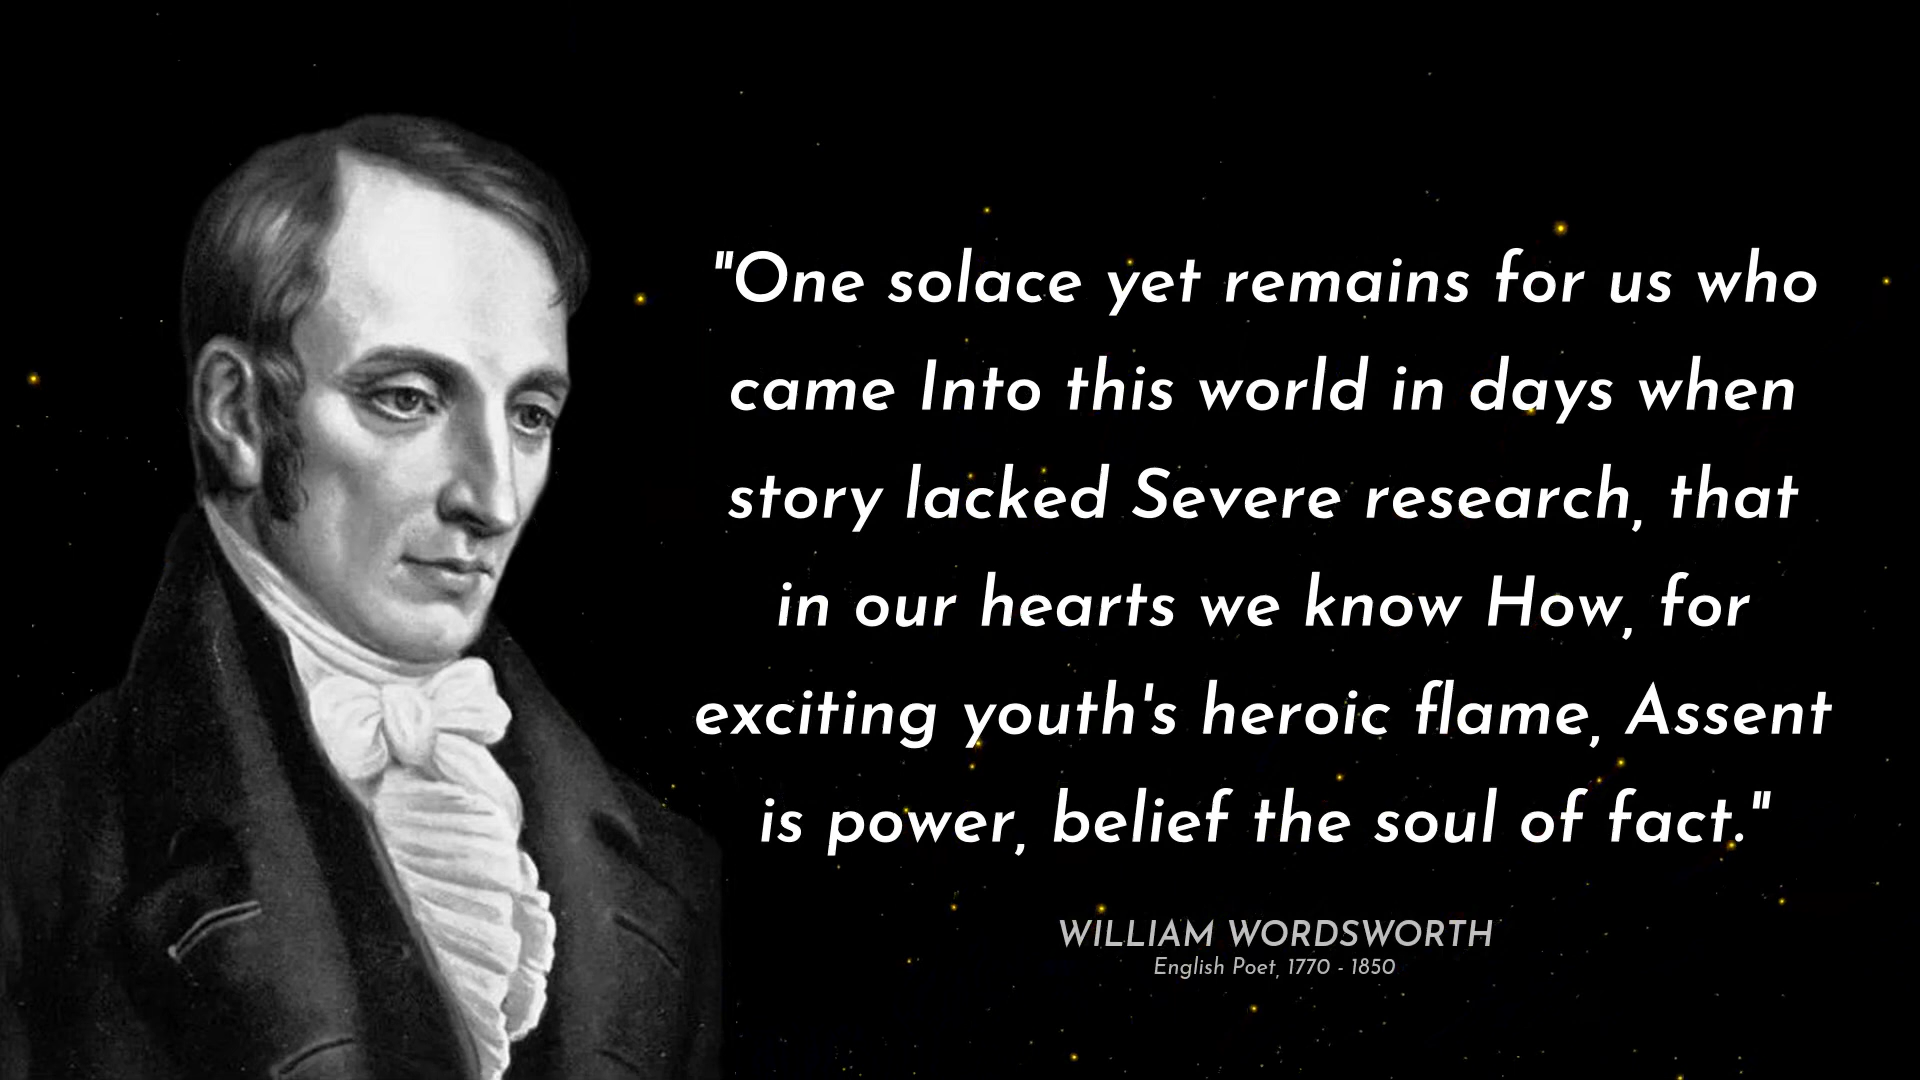 "One solace yet remains for us who
came Into this world in days when
story lacked Severe research, that
in our hearts we know How, for
exciting youth's heroic flame, Assent
is power, belief the soul of fact."
WILLIAM WORDSWORTH
English Poet, 1770 - 1850